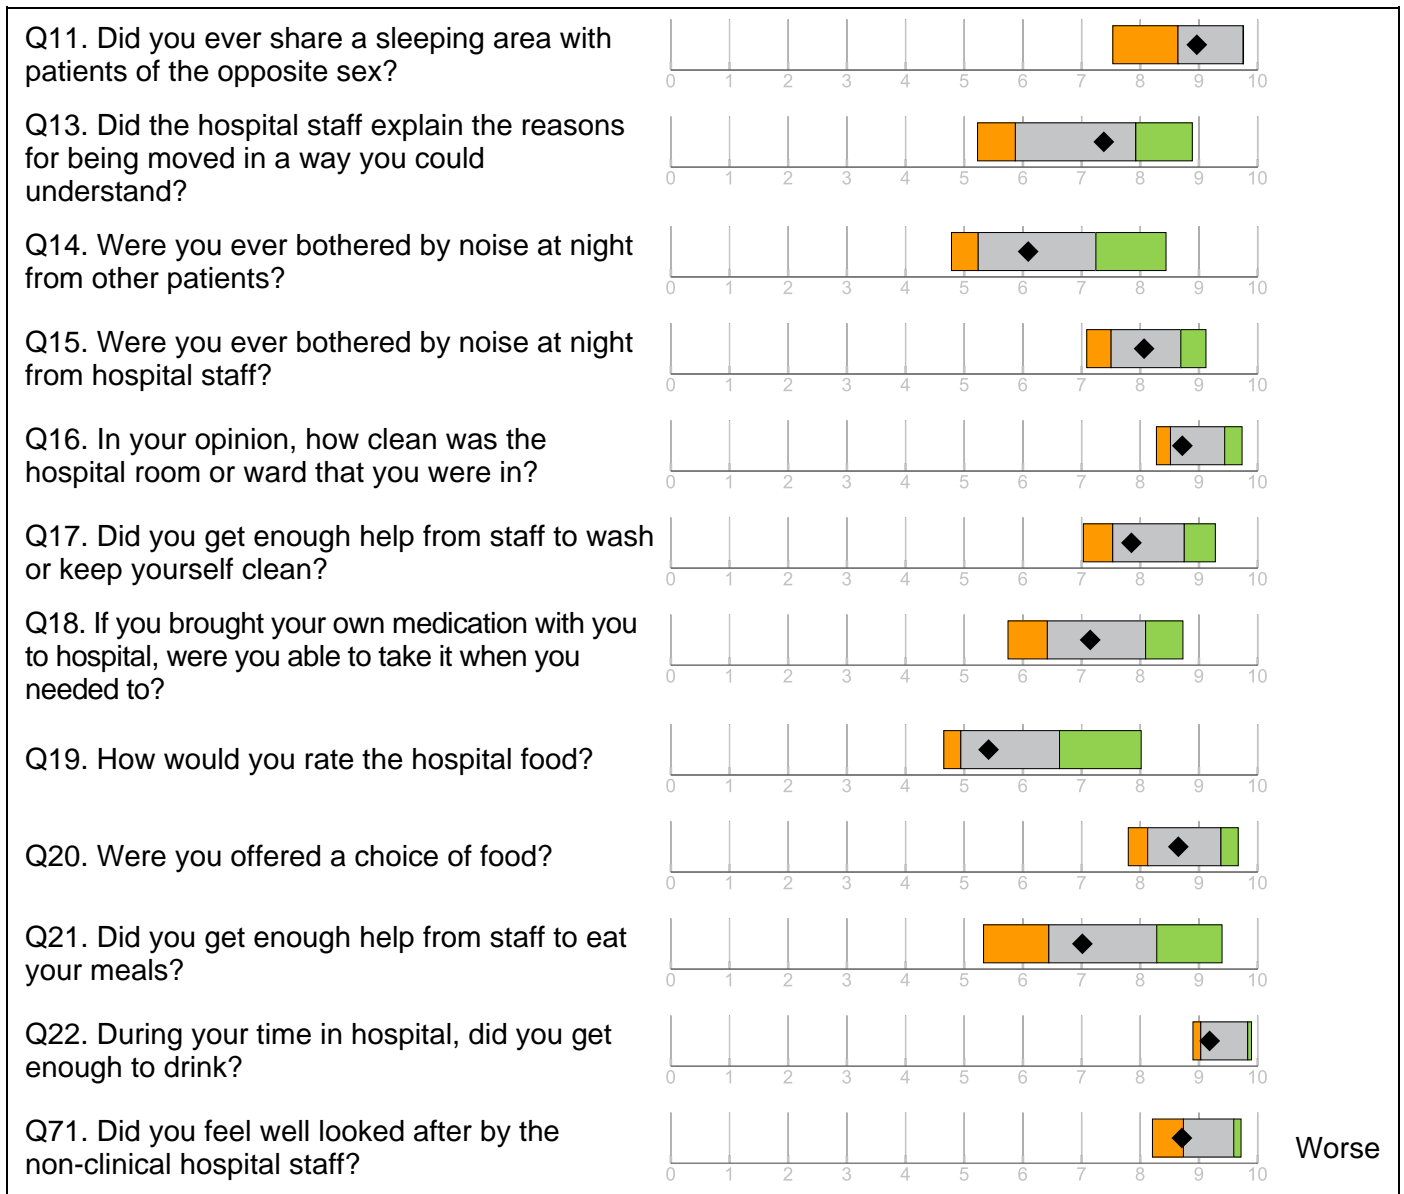 Q11. Did you ever share a sleeping area with
patients of the opposite sex?
0 1 2 3 4 5 6 7 8 9 10
Q13. Did the hospital staff explain the reasons
for being moved in a way you could
understand?
0 1 2 3 4 5 6 7 8 9 10
Q14. Were you ever bothered by noise at night
from other patients?
0 1 2 3 4 5 6 7 8 9 10
Q15. Were you ever bothered by noise at night
from hospital staff?
0 1 2 3 4 5 6 7 8 9 10
Q16. In your opinion, how clean was the
hospital room or ward that you were in?
0 1 2 3 4 5 6 7 8 9 10
Q17. Did you get enough help from staff to wash
or keep yourself clean?
0 1 2 3 4 5 6 7 8 9 10
Q18. If you brought your own medication with you
to hospital, were you able to take it when you
needed to?
0 1 2 3 4 5 6 7 8 9 10
Q19. How would you rate the hospital food?
0 1 2 3 4 5 6 7 8 9 10
Q20. Were you offered a choice of food?
0 1 2 3 4 5 6 7 8 9 10
Q21. Did you get enough help from staff to eat
your meals?
0 1 2 3 4 5 6 7 8 9 10
Q22. During your time in hospital, did you get
enough to drink?
0 1 2 3 4 5 6 7 8 9 10
Q71. Did you feel well looked after by the
non-clinical hospital staff?
0 1 2 3 4 5 6 7 8 9 10
Worse